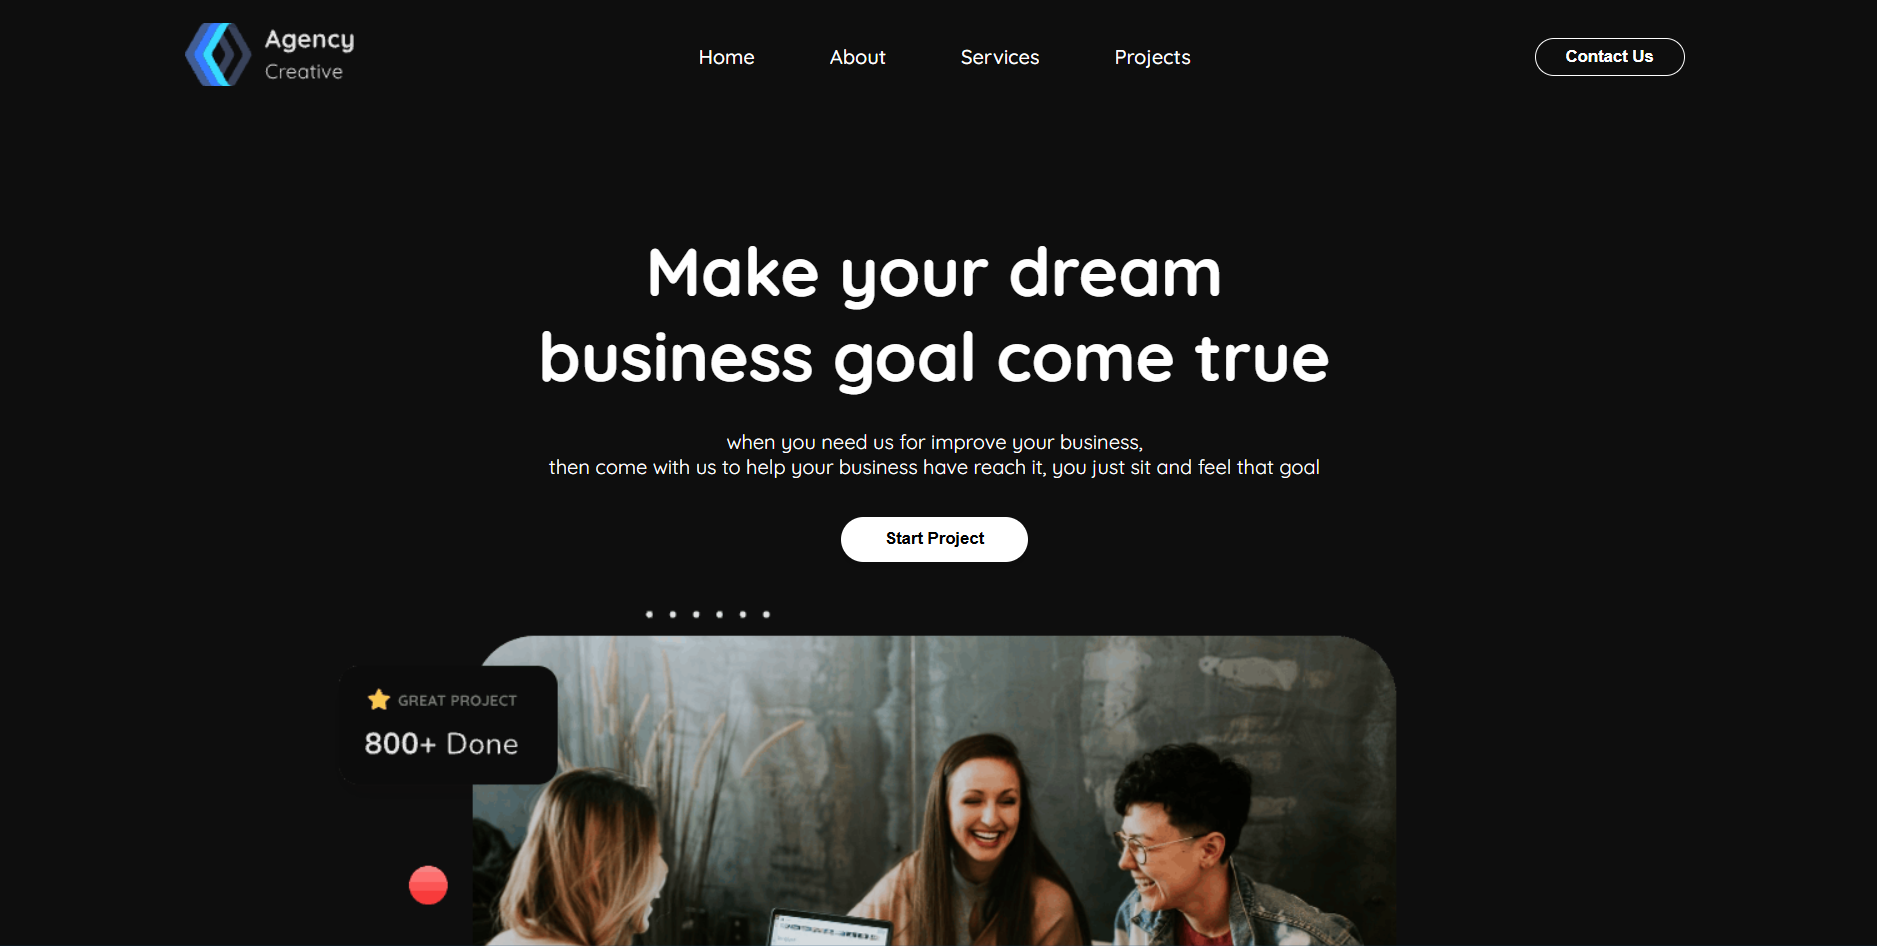 Agency
Creative
Home
About
Services
Projects
Contact Us
Make your dream
business goal come true
when you need us for improve your business,
then come with us to help your business have reach it, you just sit and feel that goal
Start Project
GREAT PROJECT
800+ Done